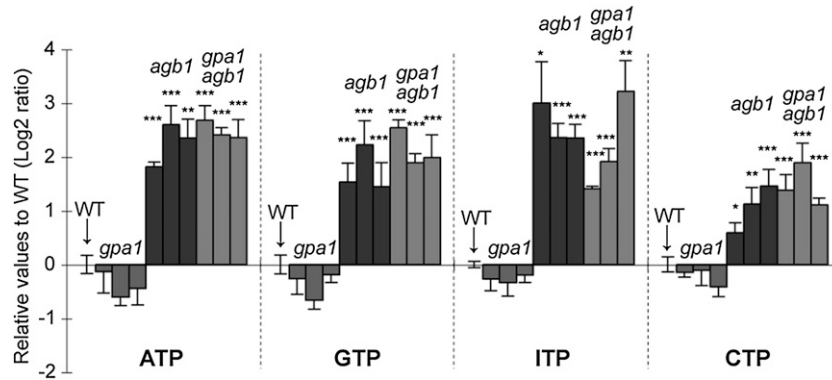 Relative values to WT (Log2 ratio)
4
3
2
1
0
-1
-2
WT
gpa1
agb1
gpa1
agb1
***
***
**
***
***
***
ATP
WT
gpa1
agb1
gpa1
agb1
***
***
***
***
***
***
GTP
WT
gpa1
agb1
gpa1
agb1
*
***
***
***
***
**
ITP
WT
gpa1
agb1
gpa1
agb1
*
**
***
***
***
***
CTP